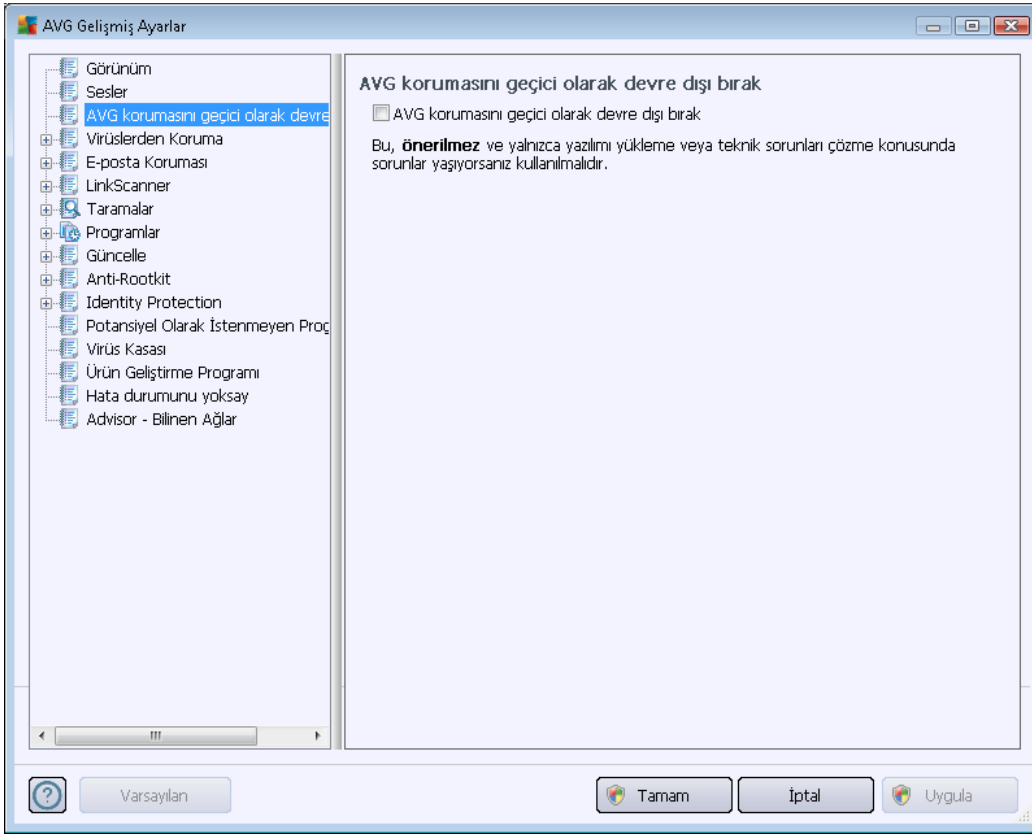 AVG Gelişmiş Ayarlar
Görünüm
Sesler
AVG korumasını geçici olarak devre
Virüslerden Koruma
E-posta Koruması
LinkScanner
Taramalar
Programlar
Güncelle
Anti-Rootkit
Identity Protection
Potansiyel Olarak İstenmeyen Prog
Virüs Kasası
Ürün Geliştirme Programı
Hata durumunu yoksay
Advisor - Bilinen Ağlar
AVG korumasını geçici olarak devre dışı bırak
AVG korumasını geçici olarak devre dışı bırak
Bu, önerilmez ve yalnızca yazılımı yükleme veya teknik sorunları çözme konusunda
sorunlar yaşıyorsanız kullanılmalıdır.
Varsayılan
Tamam
İptal
Uygula